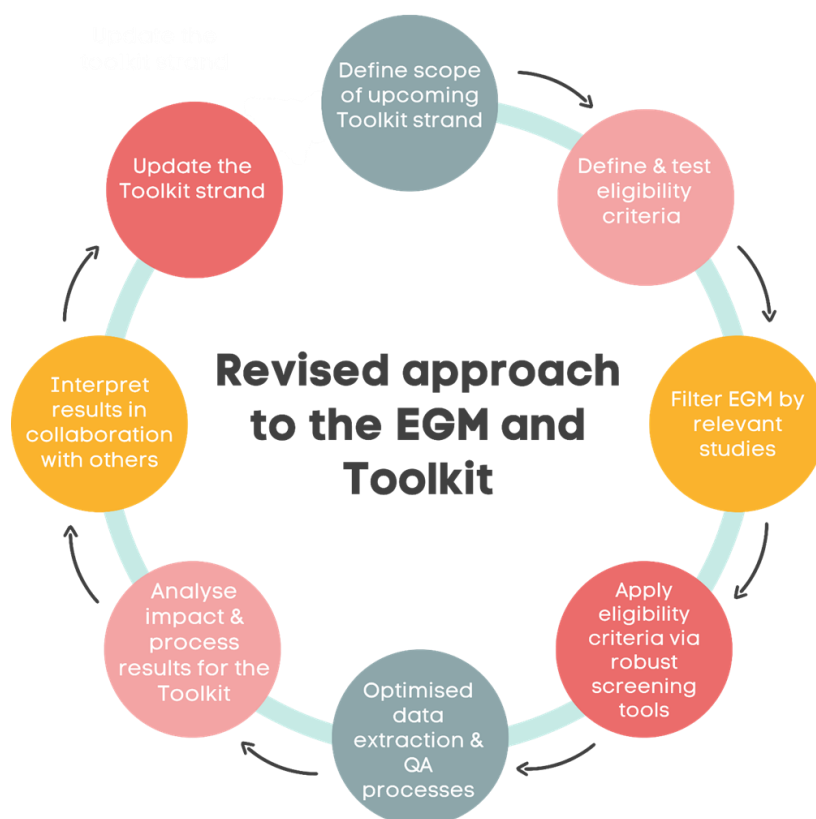 Define scope
of upcoming
Toolkit strand
Define & test
eligibility
criteria
Filter EGM by
relevant
studies
Apply
eligibility
criteria via
robust
screening
tools
Optimised
data
extraction &
QA
processes
Analyse
impact &
process
results for the
Toolkit
Interpret
results in
collaboration
with others
Update the
Toolkit strand
Revised approach
to the EGM and
Toolkit